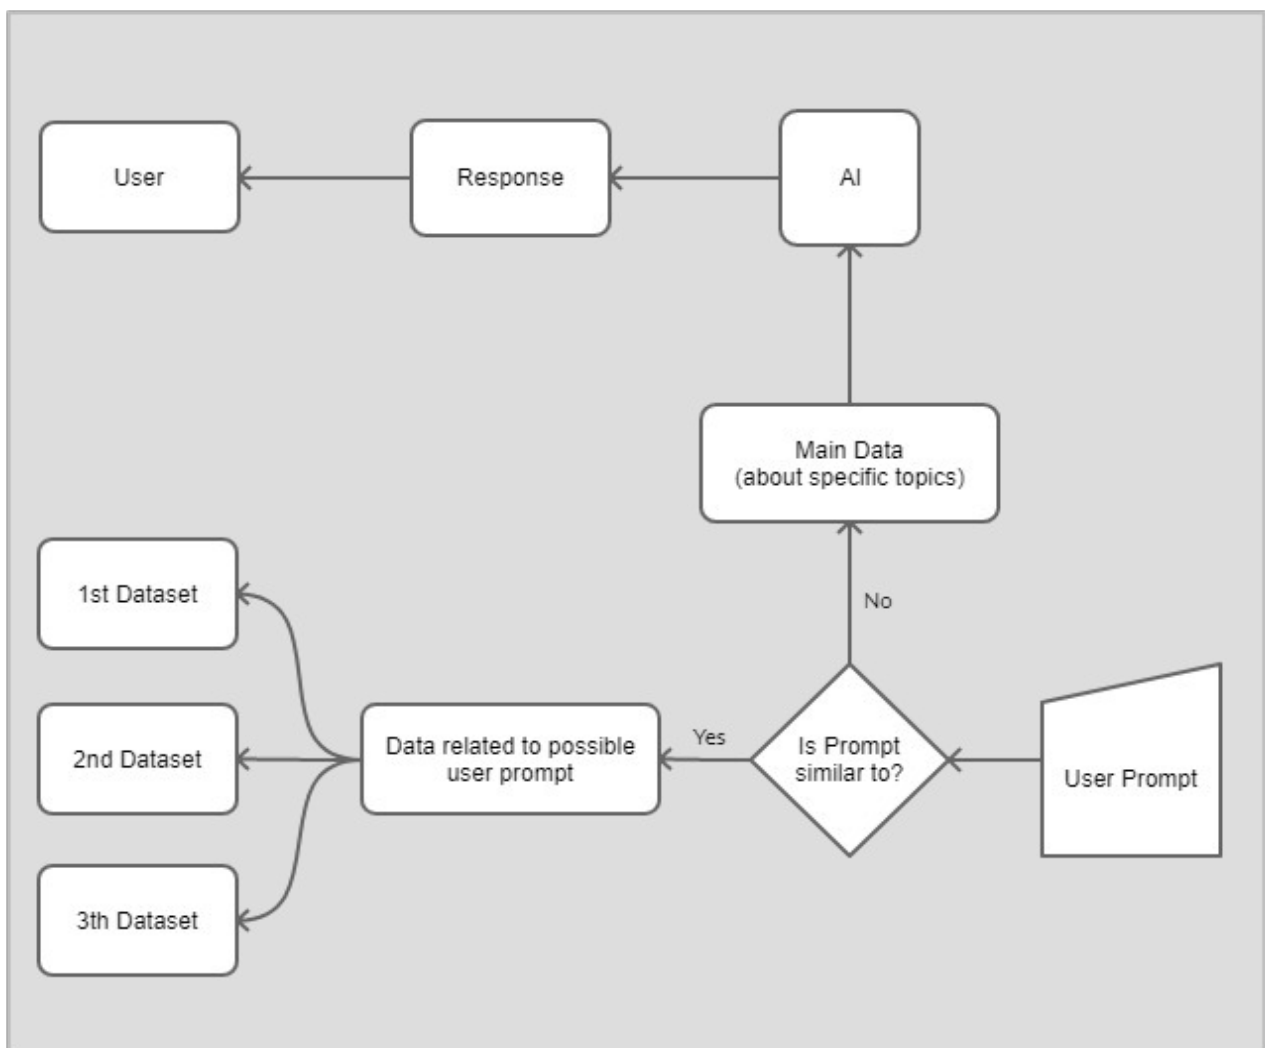 User
Response
AI
Main Data
(about specific topics)
No
1st Dataset
2nd Dataset
3th Dataset
Data related to possible
user prompt
Yes
Is Prompt
similar to?
User Prompt